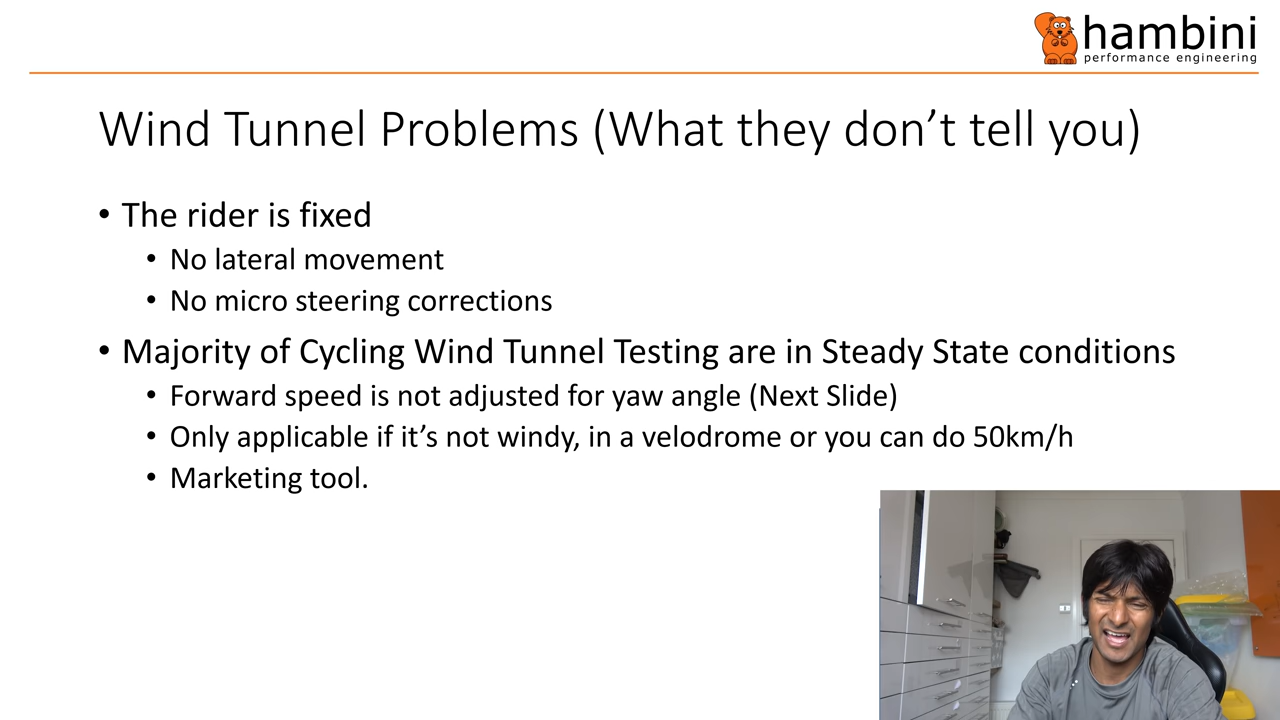 hambini
performance engineering
Wind Tunnel Problems (What they don’t tell you)
• The rider is fixed
• No lateral movement
• No micro steering corrections
• Majority of Cycling Wind Tunnel Testing are in Steady State conditions
• Forward speed is not adjusted for yaw angle (Next Slide)
• Only applicable if it’s not windy, in a velodrome or you can do 50km/h
• Marketing tool.